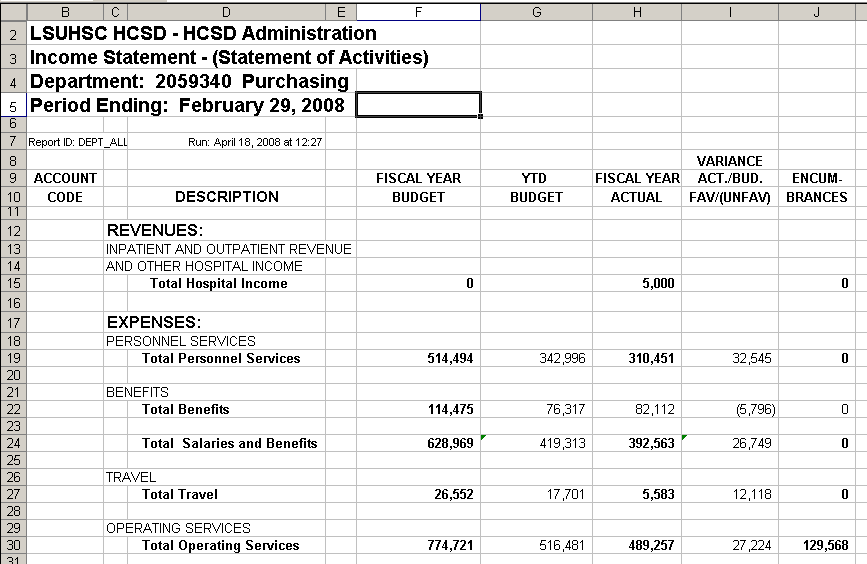 B C D E F G H I J
2 LSUHSC HCSD - HCSD Administration
3 Income Statement - (Statement of Activities)
4 Department: 2059340 Purchasing
5 Period Ending: February 29, 2008
6
7 Report ID: DEPT_ALL Run: April 18, 2008 at 12:27
8 VARIANCE
9 ACCOUNT FISCAL YEAR YTD FISCAL YEAR ACT./BUD. ENCUM-
10 CODE DESCRIPTION BUDGET BUDGET ACTUAL FAV/(UNFAV) BRANCES
11
12 REVENUES:
13 INPATIENT AND OUTPATIENT REVENUE
14 AND OTHER HOSPITAL INCOME
15 Total Hospital Income 0 5,000 0
16
17 EXPENSES:
18 PERSONNEL SERVICES
19 Total Personnel Services 514,494 342,996 310,451 32,545 0
20
21 BENEFITS
22 Total Benefits 114,475 76,317 82,112 (5,796) 0
23
24 Total Salaries and Benefits 628,969 419,313 392,563 26,749 0
25
26 TRAVEL
27 Total Travel 26,552 17,701 5,583 12,118 0
28
29 OPERATING SERVICES
30 Total Operating Services 774,721 516,481 489,257 27,224 129,568
31